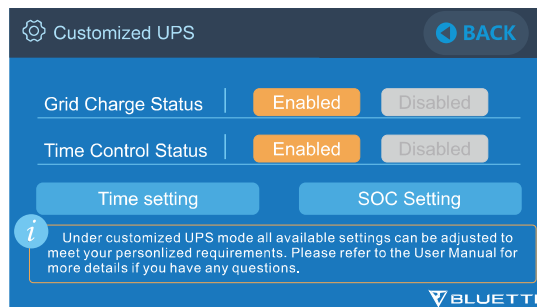 Customized UPS
BACK
Grid Charge Status
Enabled
Disabled
Time Control Status
Enabled
Disabled
Time setting
SOC Setting
i
Under customized UPS mode all available settings can be adjusted to
meet your personlized requirements. Please refer to the User Manual for
more details if you have any questions.
BLUETTI